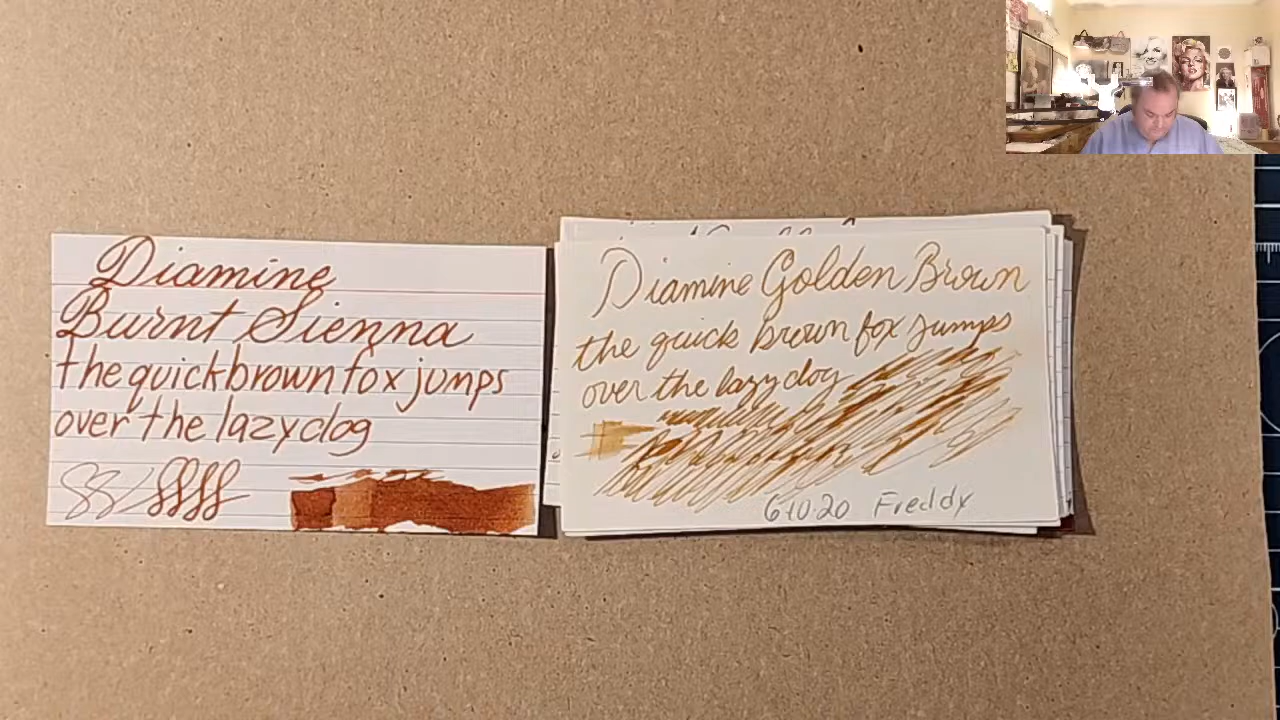 Diamine
Burnt Sienna
the quick brown fox jumps
over the lazy dog
Diamine Golden Brown
the quick brown fox jumps
over the lazy dog
6-10-20 Freddy